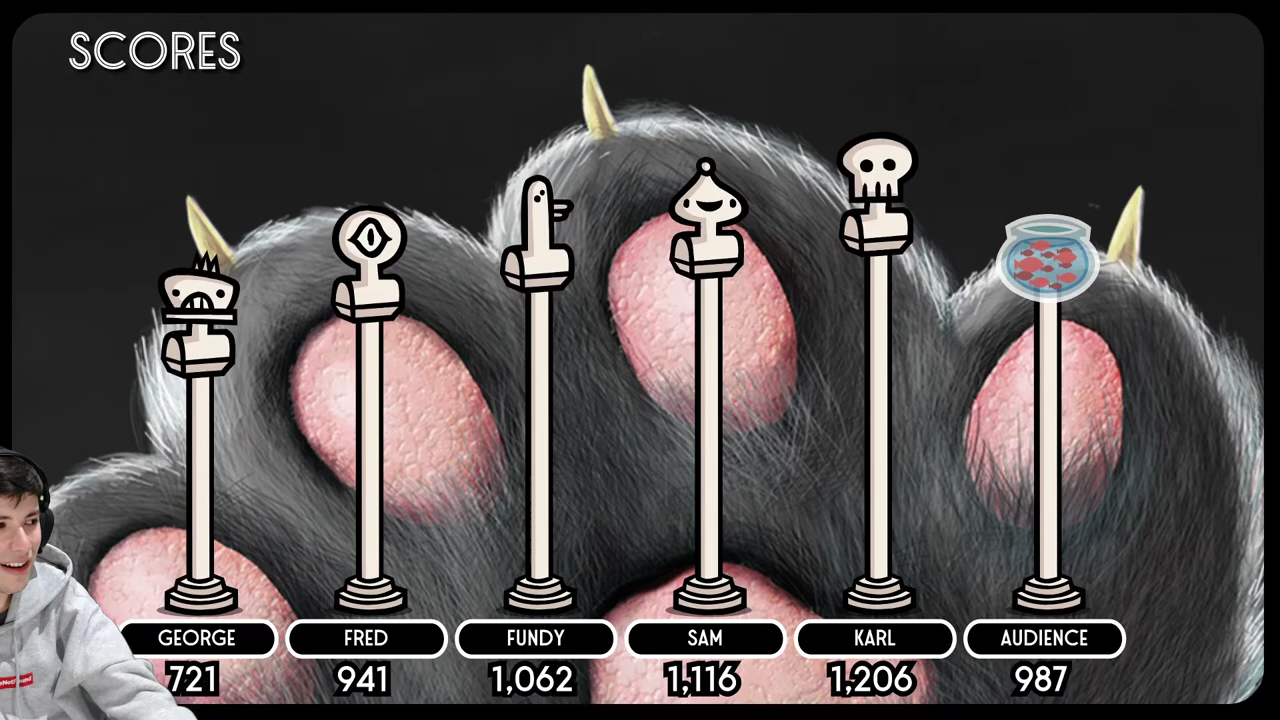 SCORES
GEORGE
FRED
FUNDY
SAM
KARL
AUDIENCE
721
941
1,062
1,116
1,206
987